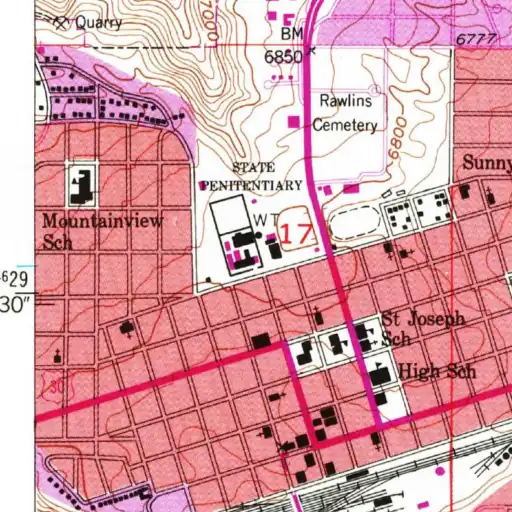 Quarry
BM
6850
6777
7000
Rawlins
Cemetery
6800
STATE
PENITENTIARY
Sunny
Mountainview
Sch
WT
17
629
30"
St Joseph
Sch
High Sch
30